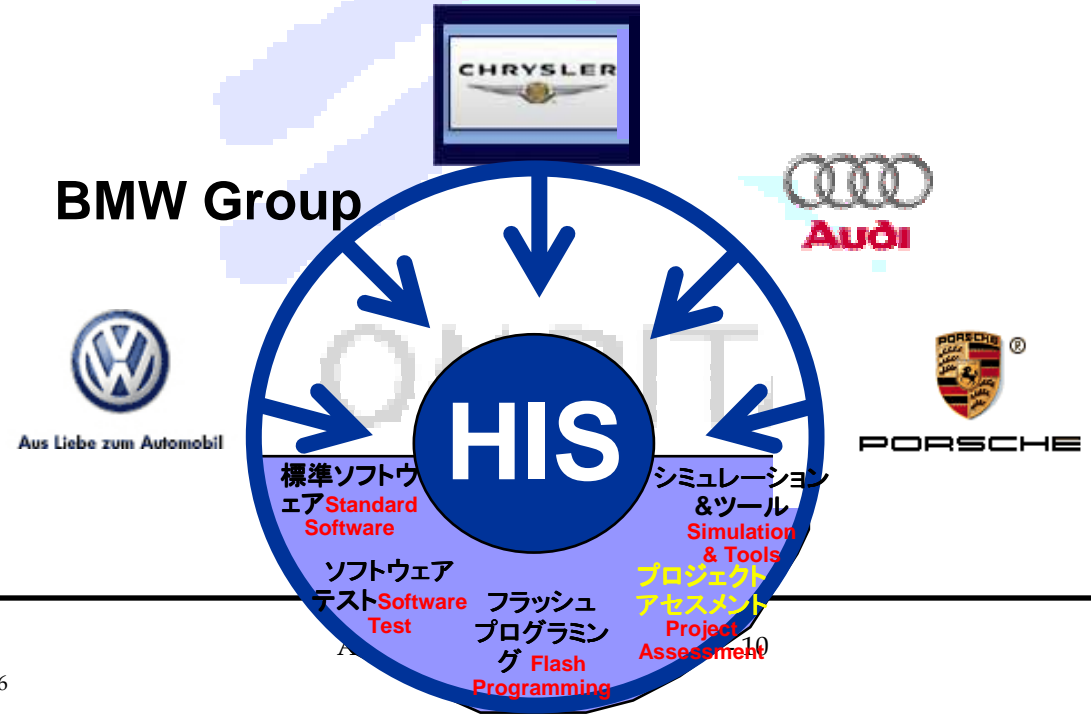 CHRYSLER
BMW Group
Audi
Aus Liebe zum Automobil
PORSCHE
®
PORSCHE
HIS
標準ソフトウ
ェアStandard
Software
シミュレーション
&ツール
Simulation
& Tools
ソフトウェア
テストSoftware
Test
フラッシュ
プログラミン
グ Flash
Programming
プロジェクト
アセスメント
Project
Assessment
A
10
6